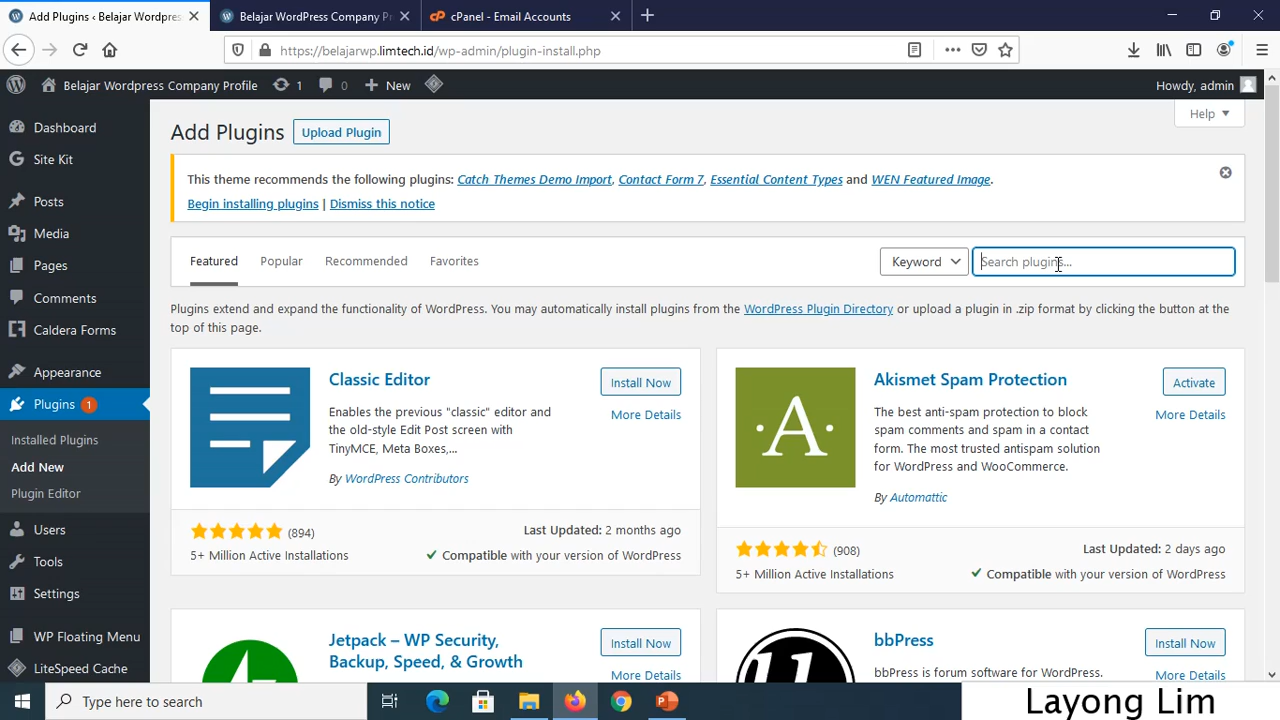 Add Plugins ‹ Belajar Wordpres
Belajar WordPress Company P
cPanel - Email Accounts
https://belajarwp.limtech.id/wp-admin/plugin-install.php
Belajar Wordpress Company Profile
1
0
New
Howdy, admin
Dashboard
Site Kit
Posts
Media
Pages
Comments
Caldera Forms
Appearance
Plugins 1
Installed Plugins
Add New
Plugin Editor
Users
Tools
Settings
WP Floating Menu
LiteSpeed Cache
Help
Add Plugins
Upload Plugin
This theme recommends the following plugins: Catch Themes Demo Import, Contact Form 7, Essential Content Types and WEN Featured Image.
Begin installing plugins | Dismiss this notice
Featured
Popular
Recommended
Favorites
Keyword
Search plugins...
Plugins extend and expand the functionality of WordPress. You may automatically install plugins from the WordPress Plugin Directory or upload a plugin in .zip format by clicking the button at the
top of this page.
Classic Editor
Install Now
More Details
Enables the previous "classic" editor and
the old-style Edit Post screen with
TinyMCE, Meta Boxes,...
By WordPress Contributors
(894)
Last Updated: 2 months ago
5+ Million Active Installations
Compatible with your version of WordPress
Akismet Spam Protection
Activate
More Details
The best anti-spam protection to block
spam comments and spam in a contact
form. The most trusted antispam solution
for WordPress and WooCommerce.
By Automattic
(908)
Last Updated: 2 days ago
5+ Million Active Installations
Compatible with your version of WordPress
Jetpack – WP Security,
Backup, Speed, & Growth
Install Now
More Details
bbPress
Install Now
More Details
bbPress is forum software for WordPress.
Type here to search
Layong Lim